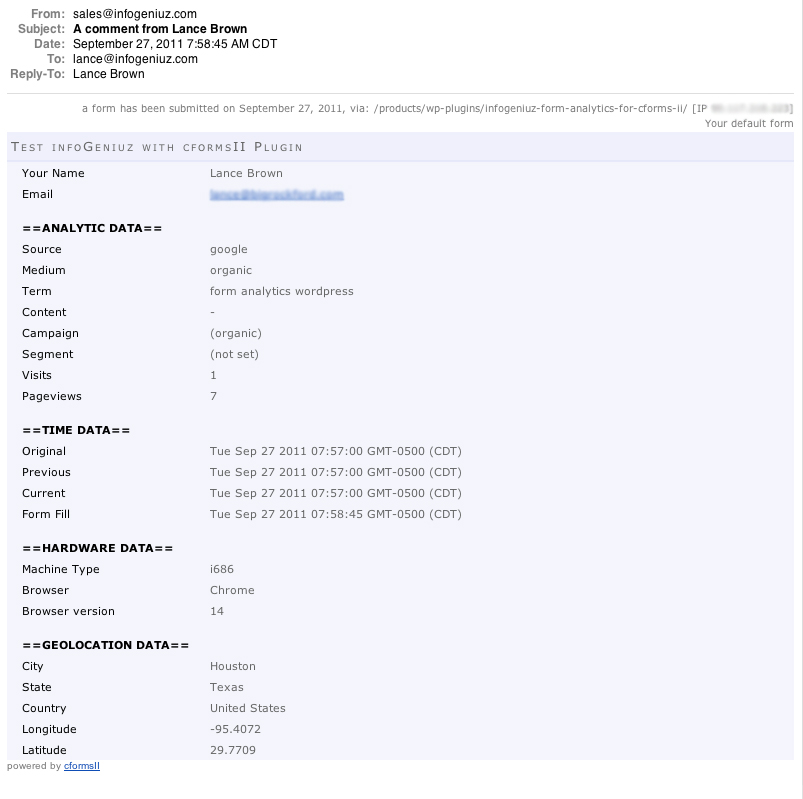 From: sales@infogeniuz.com
Subject: A comment from Lance Brown
Date: September 27, 2011 7:58:45 AM CDT
To: lance@infogeniuz.com
Reply-To: Lance Brown
a form has been submitted on September 27, 2011, via: /products/wp-plugins/infogeniuz-form-analytics-for-cforms-ii/ [IP ]
Your default form
Test infoGeniuz with cformsII Plugin
Your Name Lance Brown
Email
==ANALYTIC DATA==
Source google
Medium organic
Term form analytics wordpress
Content -
Campaign (organic)
Segment (not set)
Visits 1
Pageviews 7
==TIME DATA==
Original Tue Sep 27 2011 07:57:00 GMT-0500 (CDT)
Previous Tue Sep 27 2011 07:57:00 GMT-0500 (CDT)
Current Tue Sep 27 2011 07:57:00 GMT-0500 (CDT)
Form Fill Tue Sep 27 2011 07:58:45 GMT-0500 (CDT)
==HARDWARE DATA==
Machine Type i686
Browser Chrome
Browser version 14
==GEOLOCATION DATA==
City Houston
State Texas
Country United States
Longitude -95.4072
Latitude 29.7709
powered by cformsII